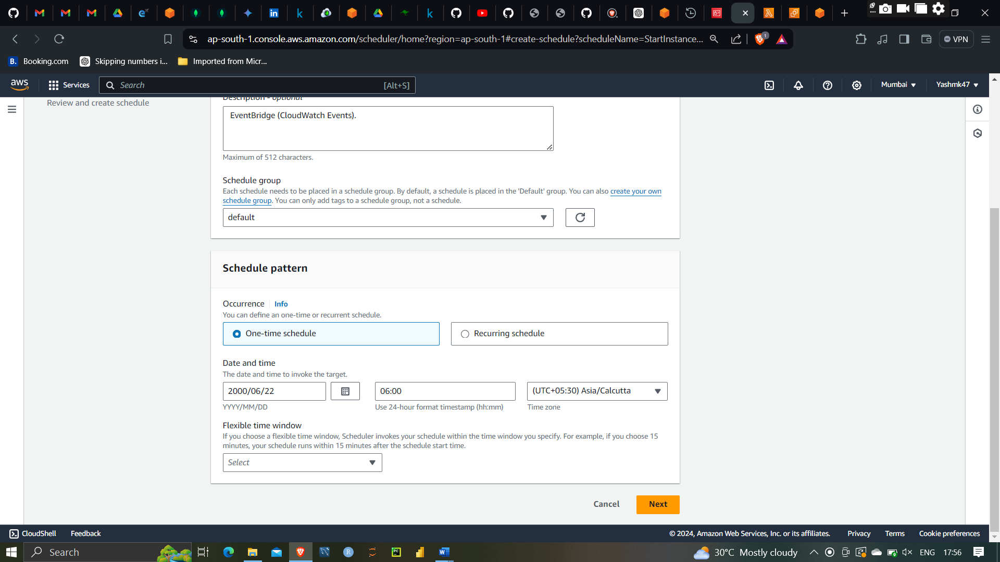 ap-south-1.console.aws.amazon.com/scheduler/home?region=ap-south-1#create-schedule?scheduleName=StartInstance...
1
VPN
B. Booking.com
Skipping numbers i...
Imported from Micr...
aws
Services
Search
[Alt+S]
Mumbai
Yashmk47
Review and create schedule
Description - optional
EventBridge (CloudWatch Events).
Maximum of 512 characters.
Schedule group
Each schedule needs to be placed in a schedule group. By default, a schedule is placed in the 'Default' group. You can also create your own
schedule group. You can only add tags to a schedule group, not a schedule.
default
Schedule pattern
Occurrence
Info
You can define an one-time or recurrent schedule.
One-time schedule
Recurring schedule
Date and time
The date and time to invoke the target.
2000/06/22
06:00
(UTC+05:30) Asia/Calcutta
YYYY/MM/DD
Use 24-hour format timestamp (hh:mm)
Time zone
Flexible time window
If you choose a flexible time window, Scheduler invokes your schedule within the time window you specify. For example, if you choose 15
minutes, your schedule runs within 15 minutes after the schedule start time.
Select
Cancel
Next
CloudShell
Feedback
© 2024, Amazon Web Services, Inc. or its affiliates.
Privacy
Terms
Cookie preferences
Search
30°C Mostly cloudy
ENG
17:56